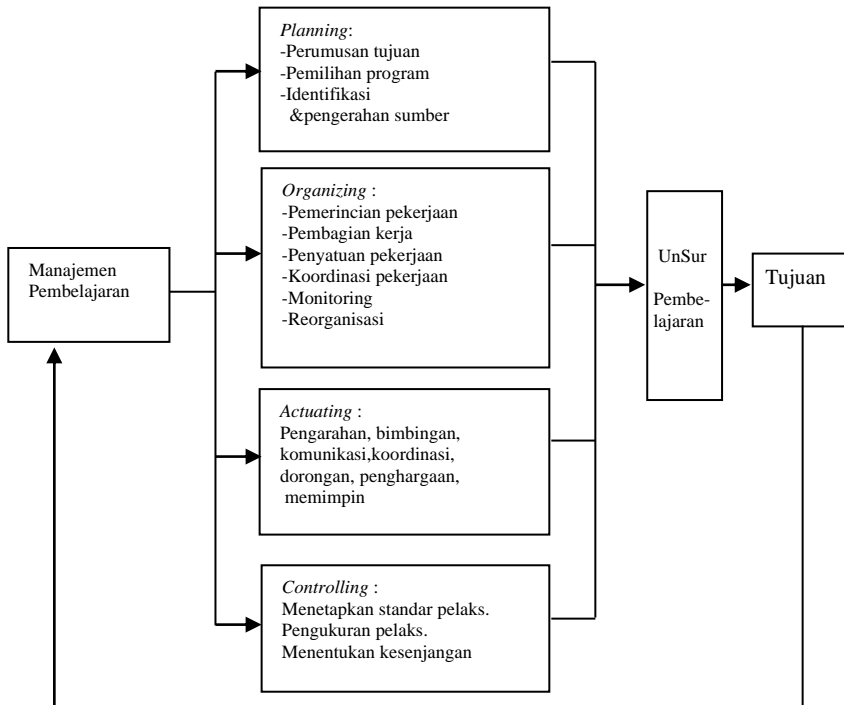 Planning:
-Perumusan tujuan
-Pemilihan program
-Identifikasi
&pengerahan sumber
Organizing :
-Pemerincian pekerjaan
-Pembagian kerja
-Penyatuan pekerjaan
-Koordinasi pekerjaan
-Monitoring
-Reorganisasi
Manajemen
Pembelajaran
UnSur
Pembe-
lajaran
Tujuan
Actuating :
Pengarahan, bimbingan,
komunikasi,koordinasi,
dorongan, penghargaan,
memimpin
Controlling :
Menetapkan standar pelaks.
Pengukuran pelaks.
Menentukan kesenjangan